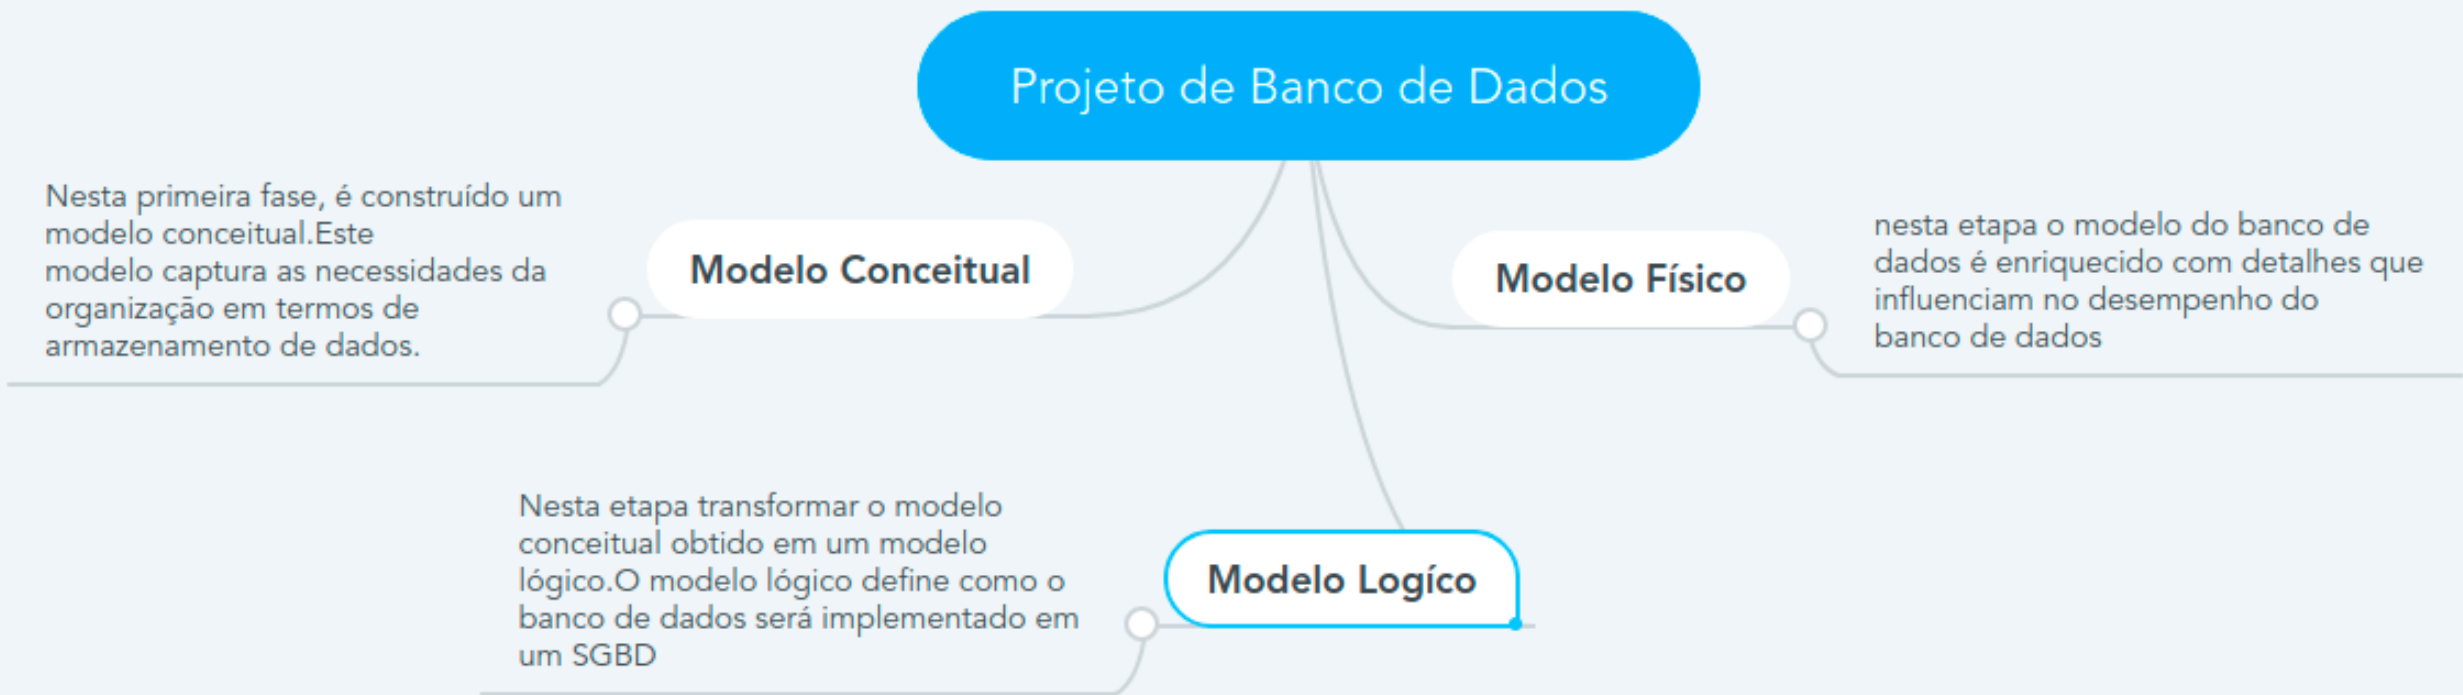 Projeto de Banco de Dados
Nesta primeira fase, é construído um
modelo conceitual.Este
modelo captura as necessidades da
organização em termos de
armazenamento de dados.
Modelo Conceitual
Modelo Físico
nesta etapa o modelo do banco de
dados é enriquecido com detalhes que
influenciam no desempenho do
banco de dados
Nesta etapa transformar o modelo
conceitual obtido em um modelo
lógico.O modelo lógico define como o
banco de dados será implementado em
um SGBD
Modelo Logíco